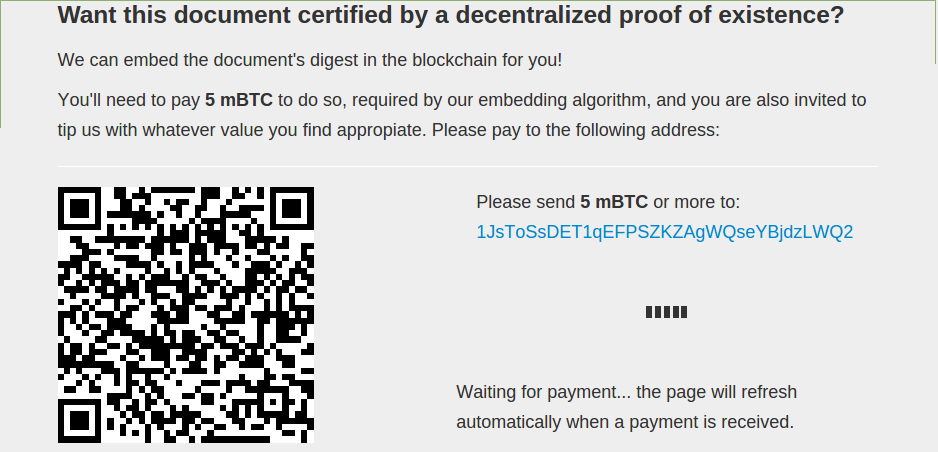 Want this document certified by a decentralized proof of existence?
We can embed the document's digest in the blockchain for you!
You'll need to pay 5 mBTC to do so, required by our embedding algorithm, and you are also invited to
tip us with whatever value you find appropiate. Please pay to the following address:
Please send 5 mBTC or more to:
1JsToSsDET1qEFPSZKZAgWQseYBjdzLWQ2
Waiting for payment... the page will refresh
automatically when a payment is received.